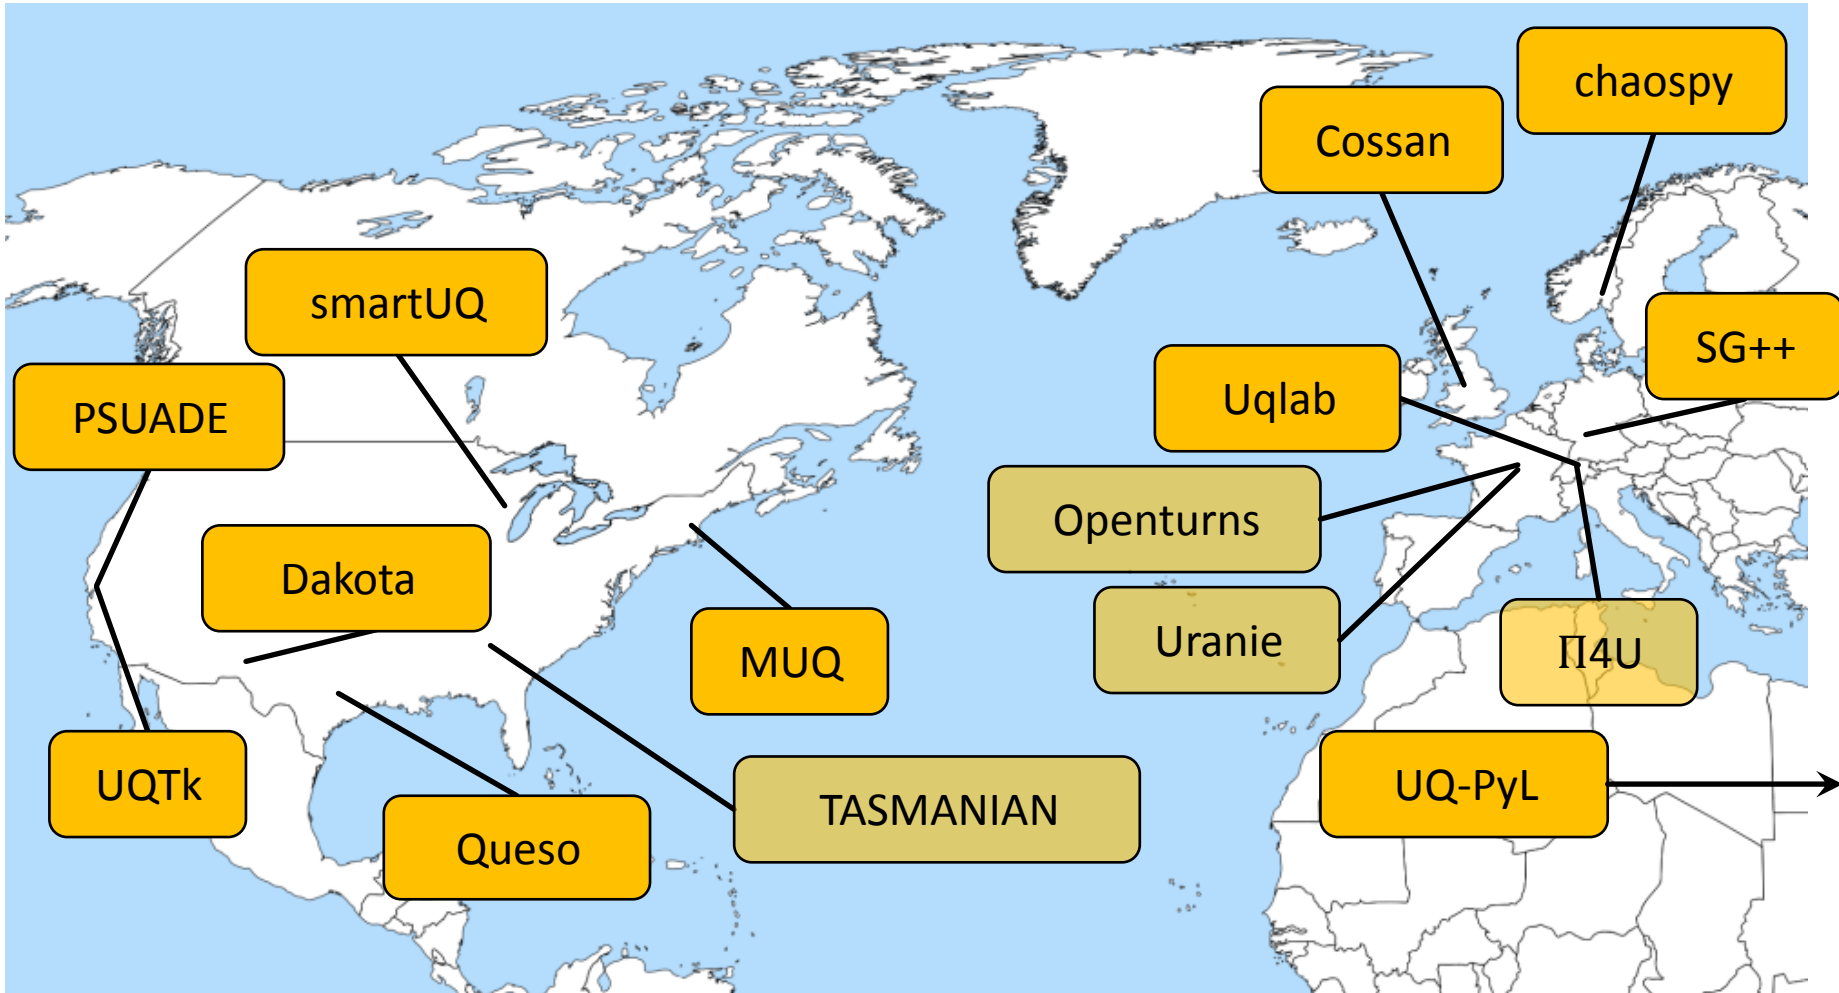 chaospy
Cossan
smartUQ
SG++
Uqlab
PSUADE
Openturns
Dakota
Uranie
Π4U
MUQ
UQTk
UQ-PyL
TASMANIAN
Queso